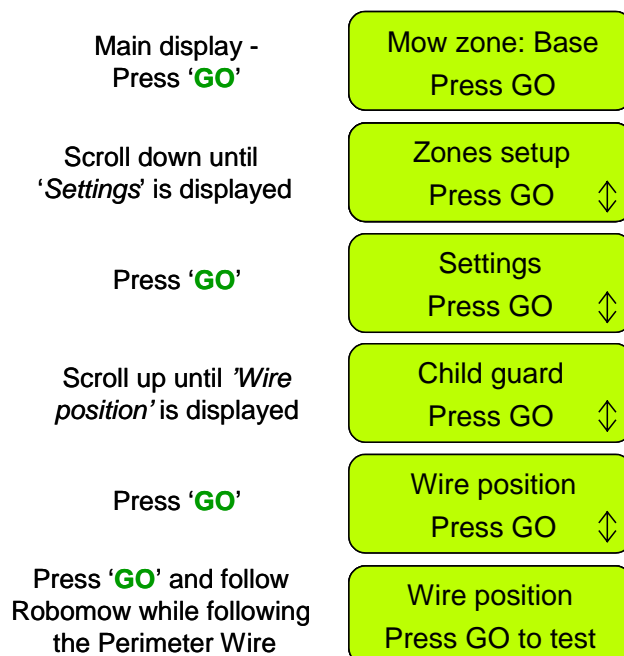 Main display -
Press ‘GO’
Mow zone: Base
Press GO
Scroll down until
‘Settings’ is displayed
Zones setup
Press GO ↕
Press ‘GO’
Settings
Press GO ↕
Scroll up until ’Wire
position’ is displayed
Child guard
Press GO ↕
Press ‘GO’
Wire position
Press GO ↕
Press ‘GO’ and follow
Robomow while following
the Perimeter Wire
Wire position
Press GO to test